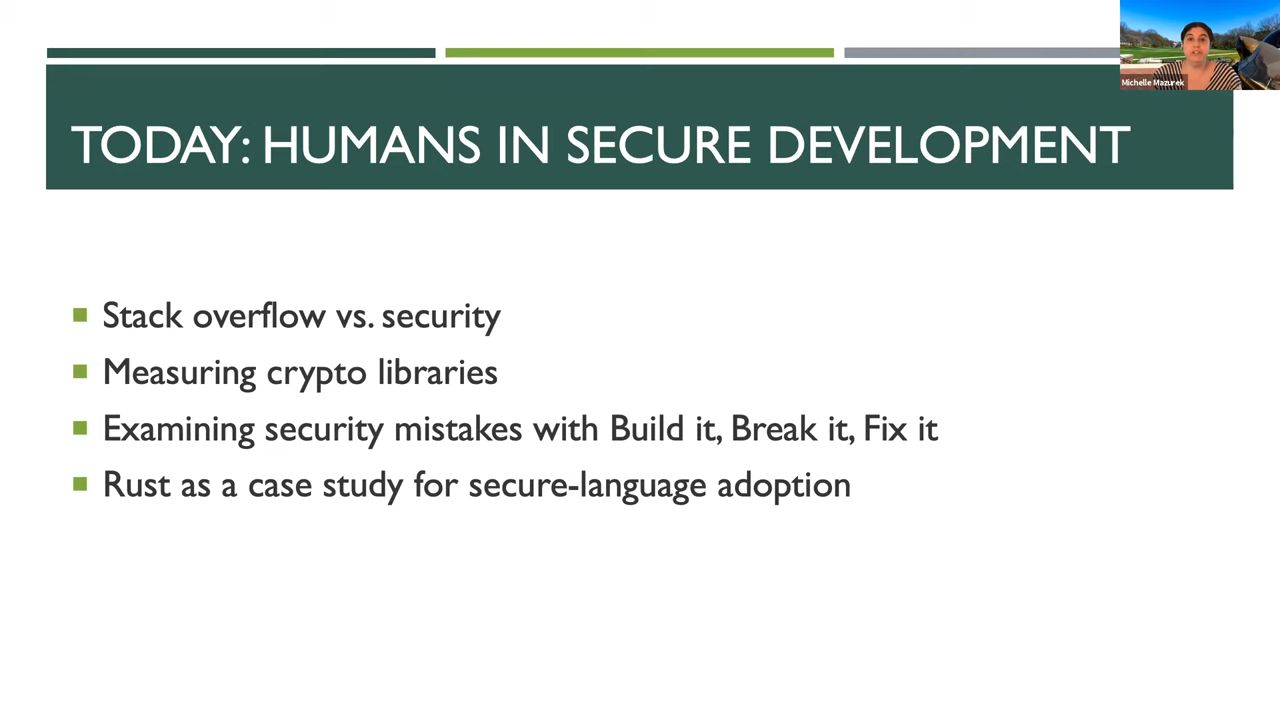 Michelle Mazurek
TODAY: HUMANS IN SECURE DEVELOPMENT
Stack overflow vs. security
Measuring crypto libraries
Examining security mistakes with Build it, Break it, Fix it
Rust as a case study for secure-language adoption